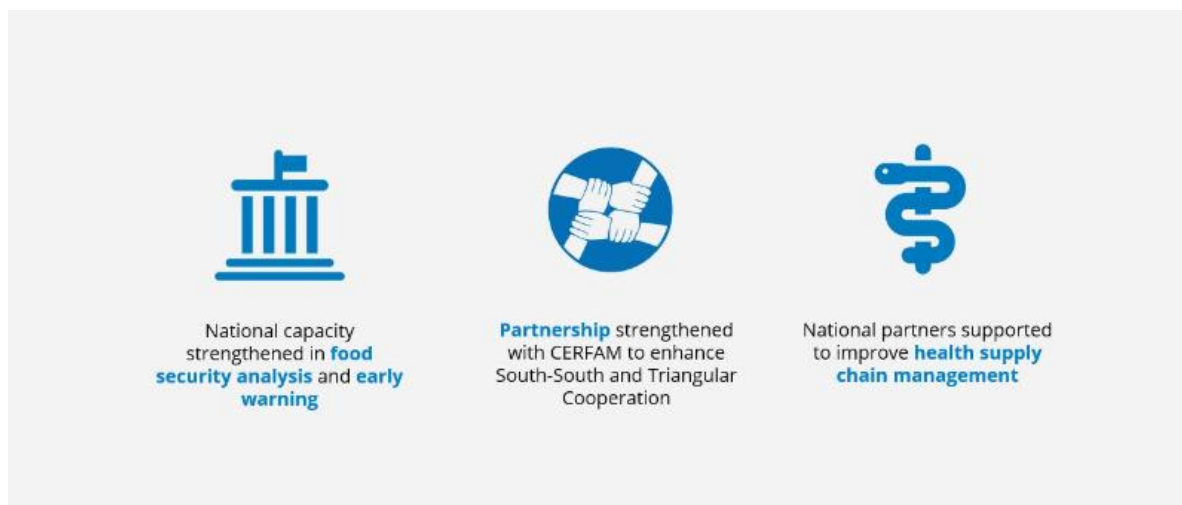 National capacity
strengthened in food
security analysis and early
warning
Partnership strengthened
with CERFAM to enhance
South-South and Triangular
Cooperation
National partners supported
to improve health supply
chain management